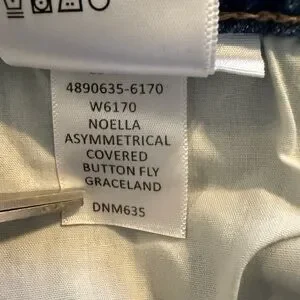 4890635-6170
W6170
NOELLA
ASYMMETRICAL
COVERED
BUTTON FLY
GRACELAND
DNM635